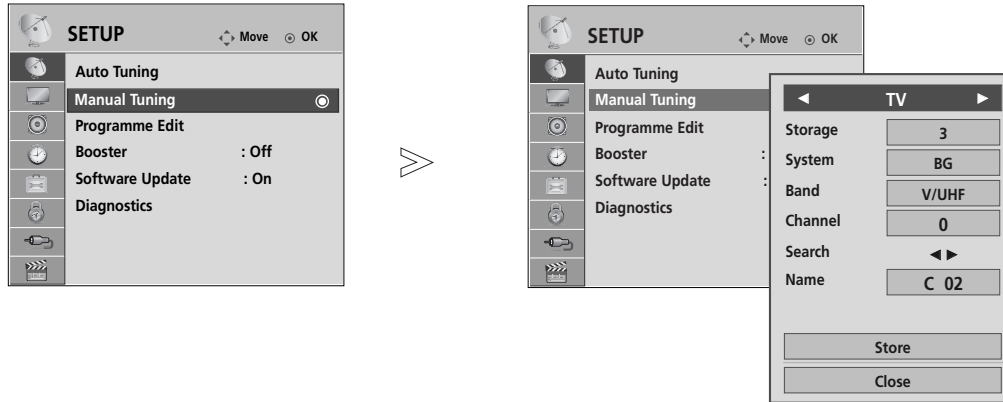 SETUP Move OK
Auto Tuning
Manual Tuning
Programme Edit
Booster : Off
Software Update : On
Diagnostics
SETUP Move OK
Auto Tuning
Manual Tuning
Programme Edit
Booster :
Software Update :
Diagnostics
◄ TV ►
Storage 3
System BG
Band V/UHF
Channel 0
Search ◄ ►
Name C 02
Store
Close